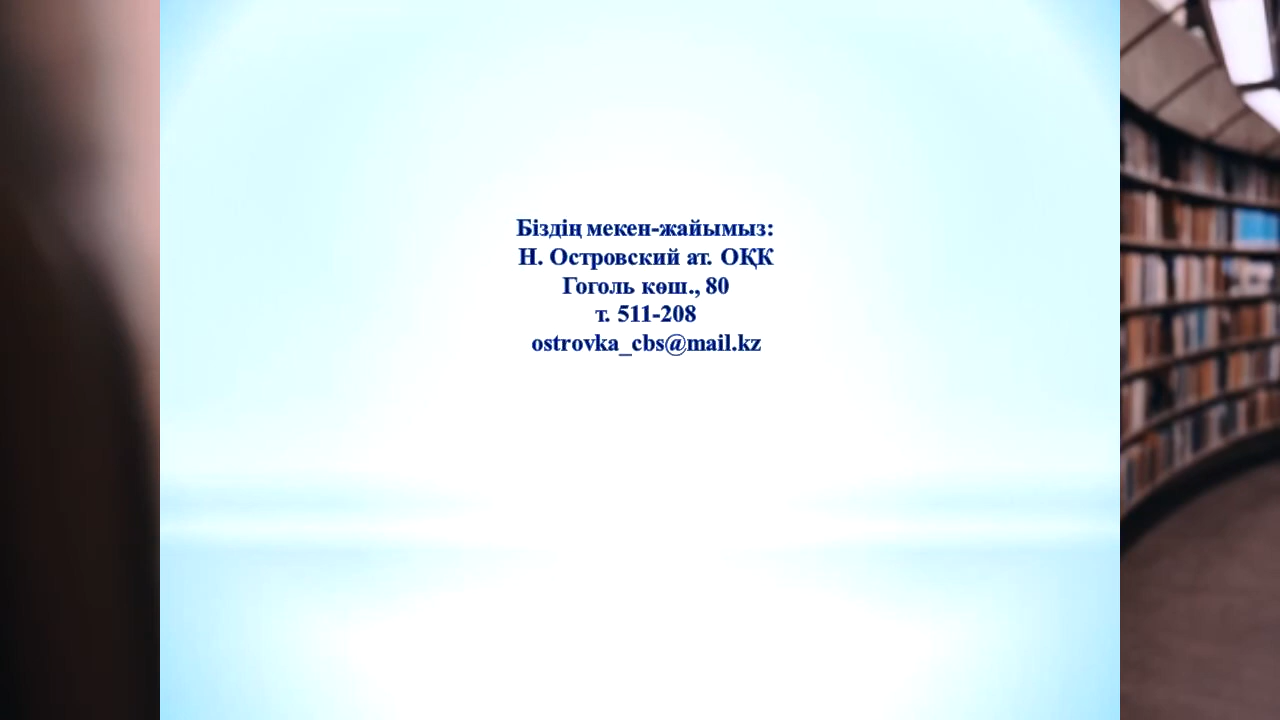 Біздің мекен-жайымыз:
Н. Островский ат. ОҚК
Гоголь көш., 80
т. 511-208
ostrovka_cbs@mail.kz